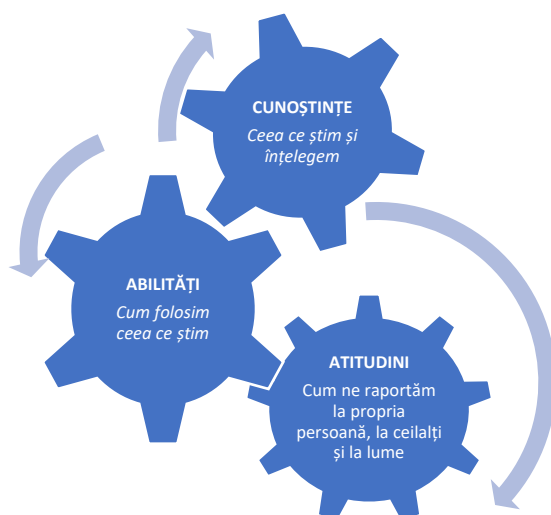 CUNOȘTINȚE
Ceea ce știm și
înțelegem
ABILITĂȚI
Cum folosim
ceea ce știm
ATITUDINI
Cum ne raportăm
la propria
persoană, la ceilalți
și la lume